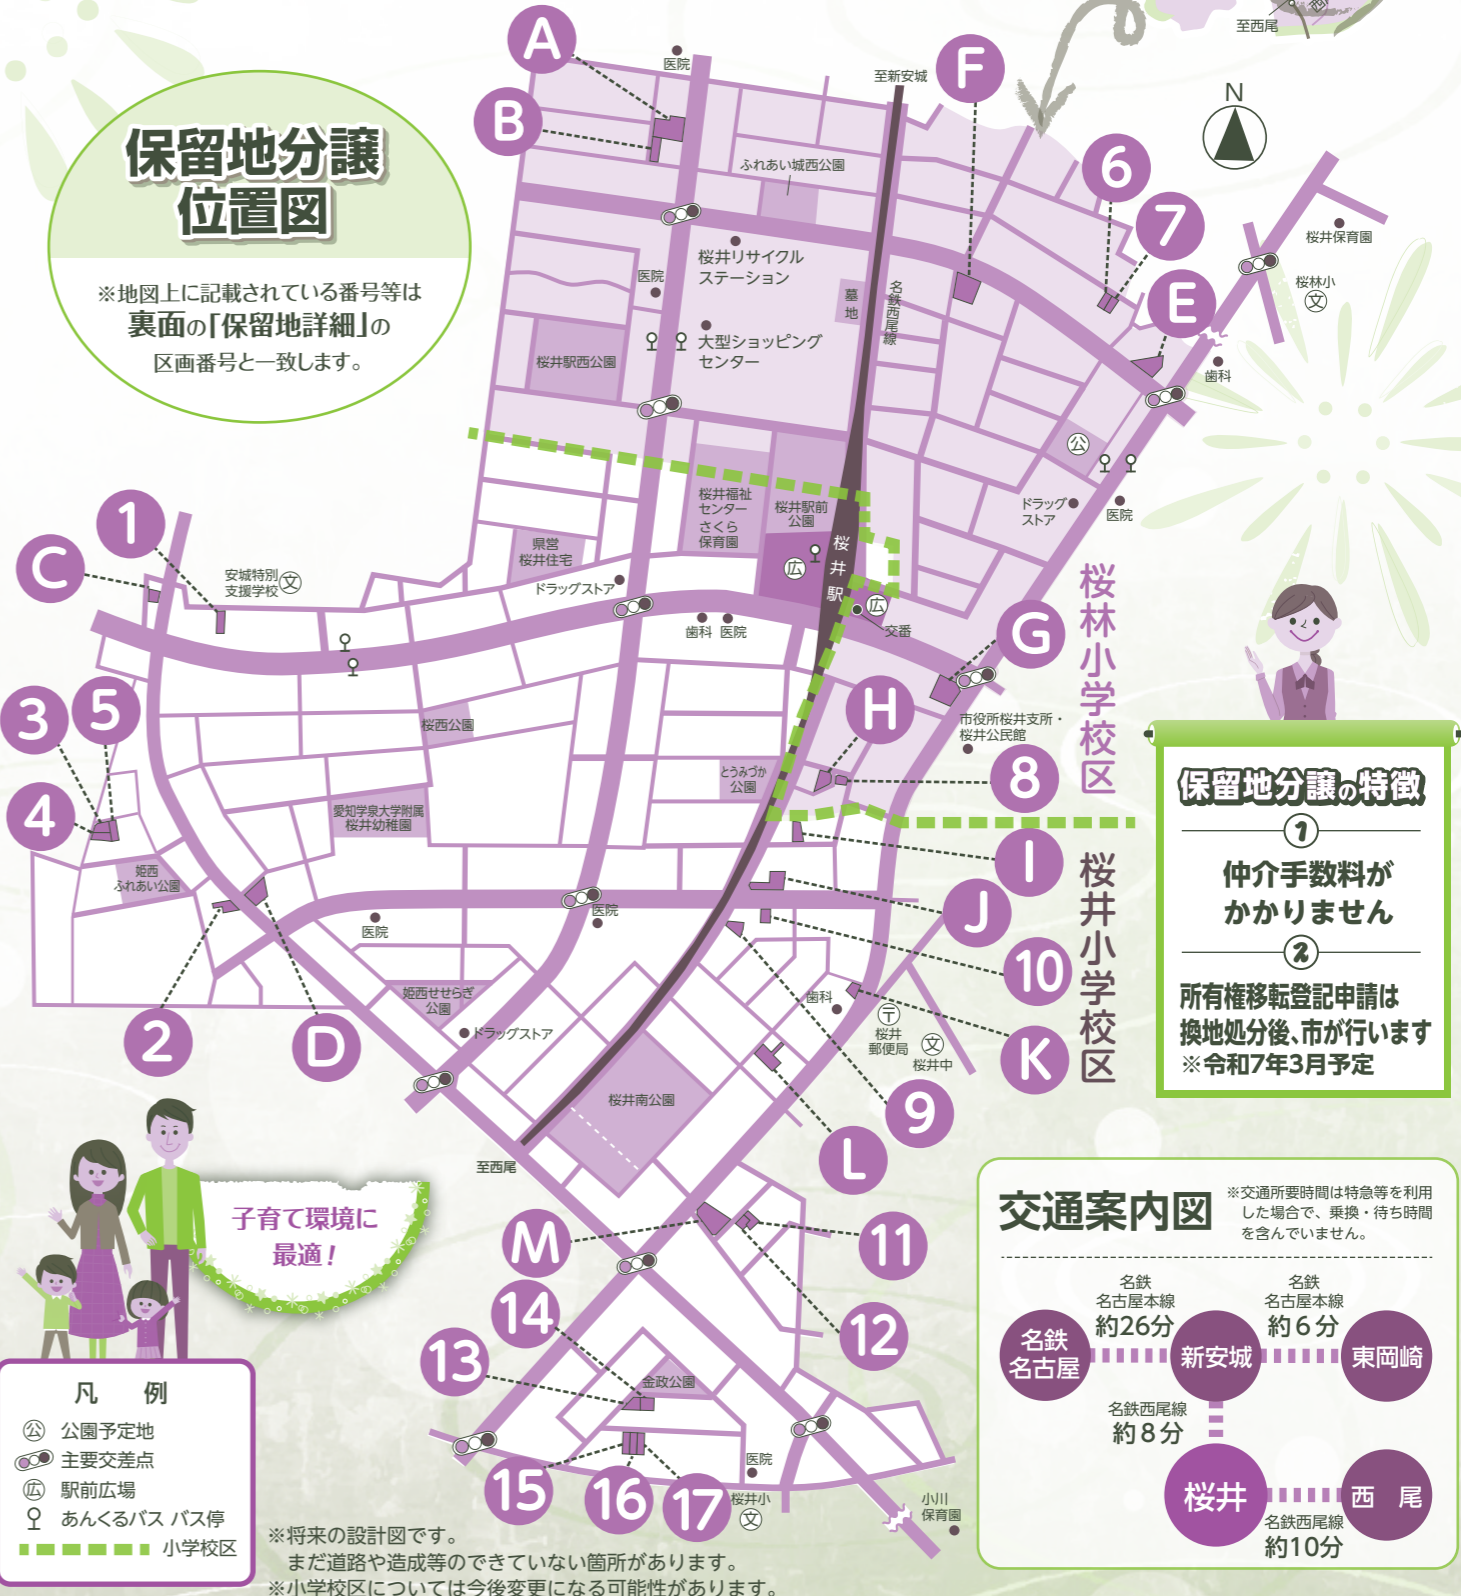 保留地分譲
位置図
※地図上に記載されている番号等は
裏面の「保留地詳細」の
区画番号と一致します。
至西尾
A
医院
B
至新安城
F
N
6
7
E
ふれあい城西公園
桜井リサイクル
ステーション
医院
大型ショッピング
センター
墓地
名鉄西尾線
桜井駅西公園
桜井保育園
桜林小
文
歯科
公
ドラッグ
ストア
医院
桜井福祉
センター
さくら
保育園
桜井駅前
公園
広
桜井駅
広
交番
県営
桜井住宅
ドラッグストア
歯科 医院
1
C
安城特別
支援学校
文
G
桜林小学校区
H
市役所桜井支所・
桜井公民館
8
3
5
4
桜西公園
とうみづか
公園
愛知学泉大学附属
桜井幼稚園
姫西
ふれあい公園
I
桜井小学校区
J
10
K
医院
医院
2
D
姫西せせらぎ
公園
ドラッグストア
歯科
〒
桜井
郵便局
文
桜井中
9
L
桜井南公園
至西尾
M
11
12
14
13
金政公園
15
16
17
医院
桜井小
文
小川
保育園
保留地分譲の特徴
1
仲介手数料が
かかりません
2
所有権移転登記申請は
換地処分後、市が行います
※令和7年3月予定
子育て環境に
最適！
凡 例
公 公園予定地
主要交差点
広 駅前広場
あんくるバス バス停
小学校区
※将来の設計図です。
まだ道路や造成等のできていない箇所があります。
※小学校区については今後変更になる可能性があります。
交通案内図
※交通所要時間は特急等を利用
した場合で、乗換・待ち時間
を含んでいません。
名鉄
名古屋本線
約26分
名鉄
名古屋本線
約6分
名鉄
名古屋
新安城
東岡崎
名鉄西尾線
約8分
桜井
西 尾
名鉄西尾線
約10分